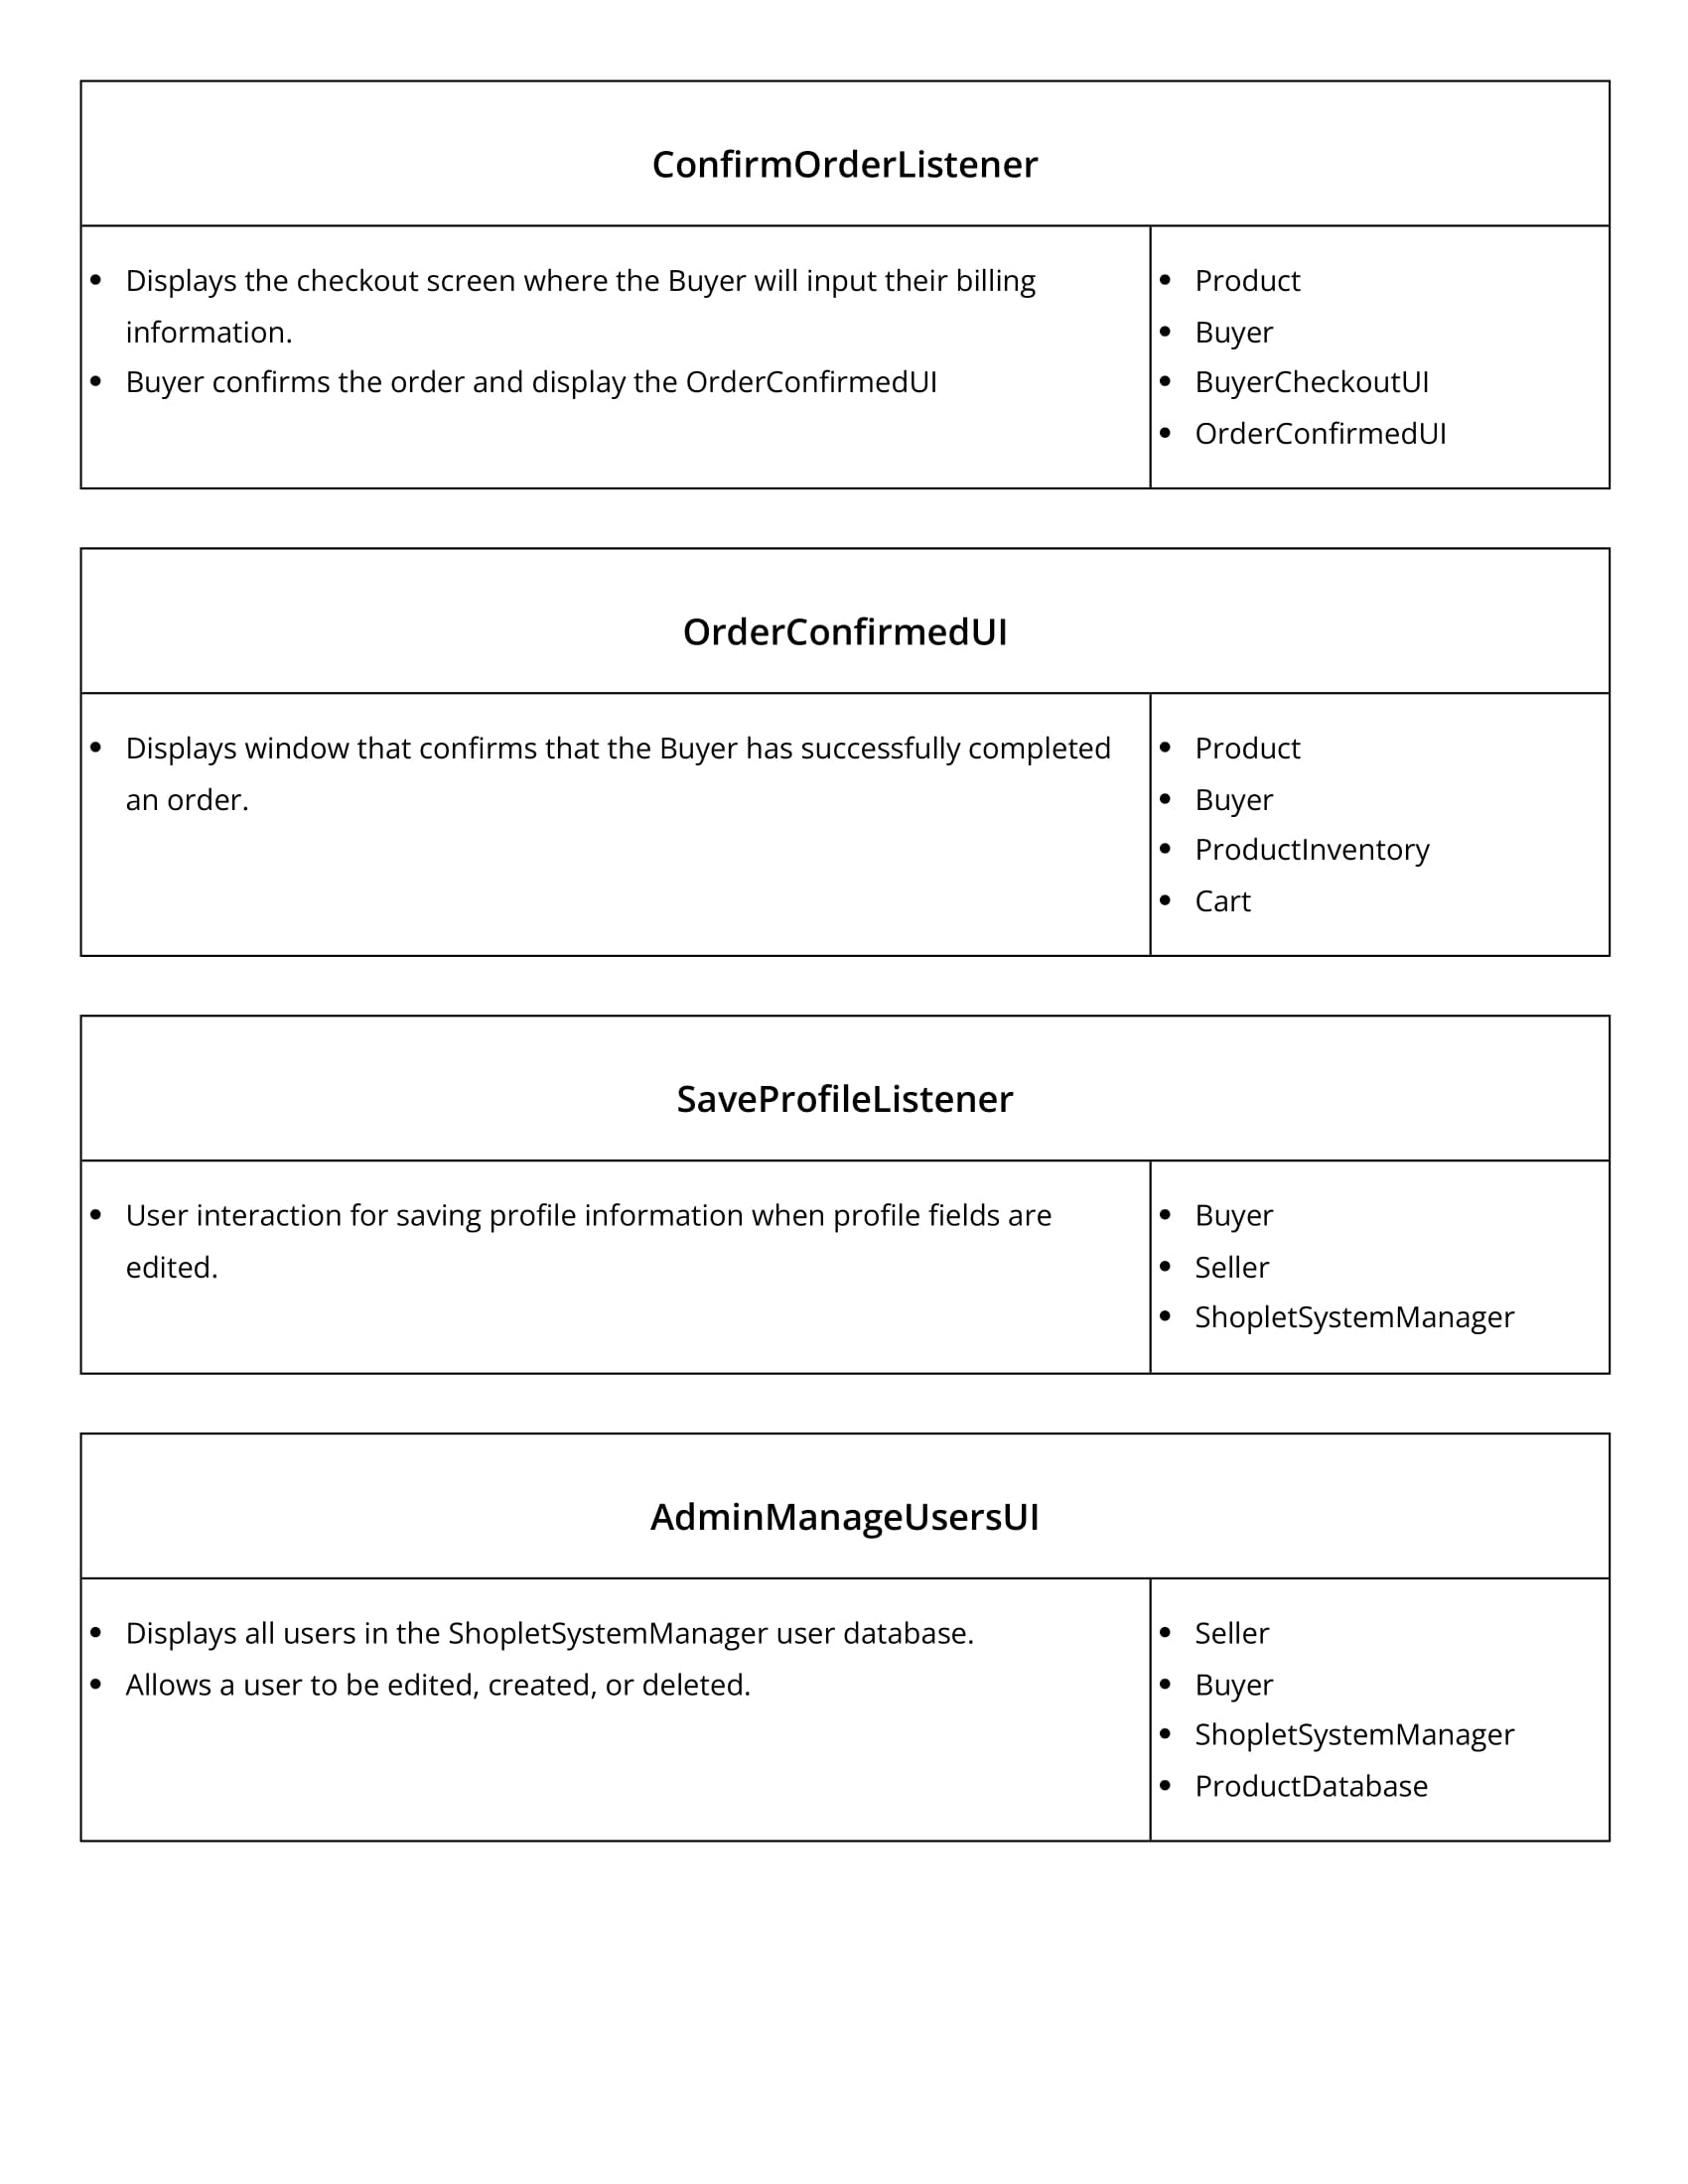 ConfirmOrderListener
• Displays the checkout screen where the Buyer will input their billing
information.
• Buyer confirms the order and display the OrderConfirmedUI
• Product
• Buyer
• BuyerCheckoutUI
• OrderConfirmedUI
OrderConfirmedUI
• Displays window that confirms that the Buyer has successfully completed
an order.
• Product
• Buyer
• ProductInventory
• Cart
SaveProfileListener
• User interaction for saving profile information when profile fields are
edited.
• Buyer
• Seller
• ShopletSystemManager
AdminManageUsersUI
• Displays all users in the ShopletSystemManager user database.
• Allows a user to be edited, created, or deleted.
• Seller
• Buyer
• ShopletSystemManager
• ProductDatabase